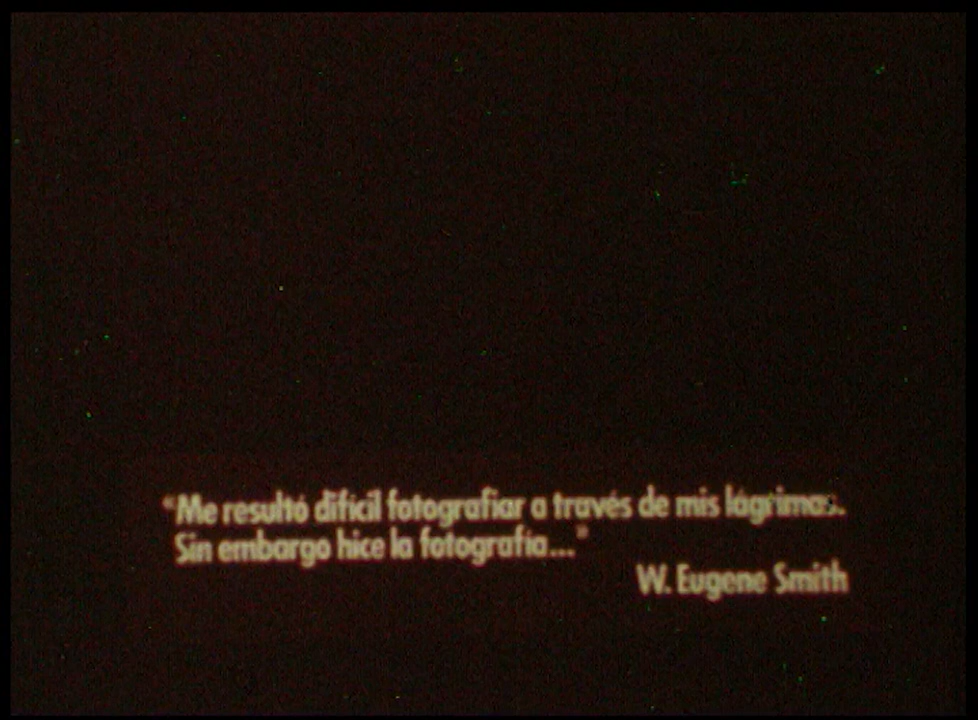 “Me resultó difícil fotografiar a través de mis lágrimas.
Sin embargo hice la fotografía...”
W. Eugene Smith